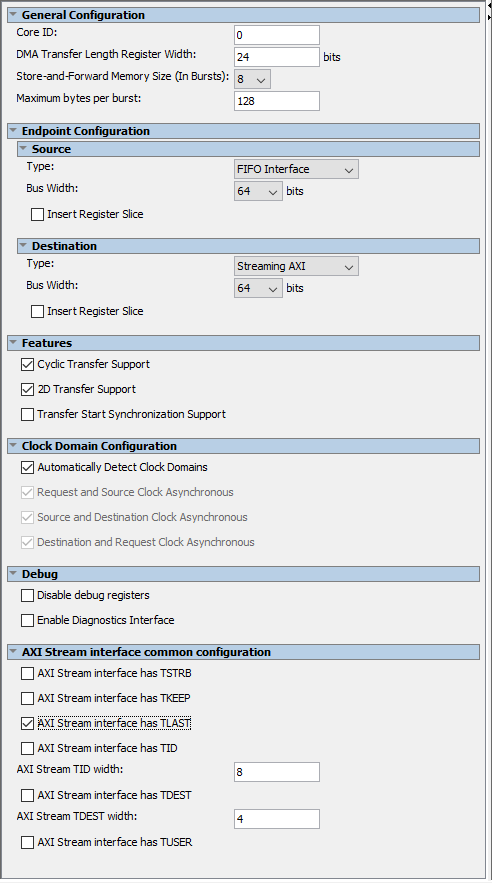 General Configuration
Core ID: 0
DMA Transfer Length Register Width: 24 bits
Store-and-Forward Memory Size (In Bursts): 8
Maximum bytes per burst: 128
Endpoint Configuration
Source
Type: FIFO Interface
Bus Width: 64 bits
Insert Register Slice
Destination
Type: Streaming AXI
Bus Width: 64 bits
Insert Register Slice
Features
Cyclic Transfer Support
2D Transfer Support
Transfer Start Synchronization Support
Clock Domain Configuration
Automatically Detect Clock Domains
Request and Source Clock Asynchronous
Source and Destination Clock Asynchronous
Destination and Request Clock Asynchronous
Debug
Disable debug registers
Enable Diagnostics Interface
AXI Stream interface common configuration
AXI Stream interface has TSTRB
AXI Stream interface has TKEEP
AXI Stream interface has TLAST
AXI Stream interface has TID
AXI Stream TID width: 8
AXI Stream interface has TDEST
AXI Stream TDEST width: 4
AXI Stream interface has TUSER